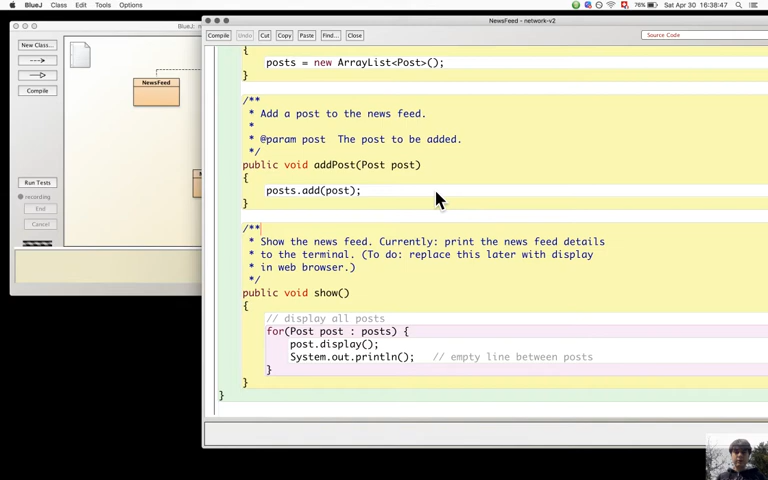 BlueJ Class Edit Tools Options
76% Sat Apr 30 16:38:47
BlueJ: n
NewsFeed - network-v2
New Class...
Compile
Run Tests
recording
End
Cancel
NewsFeed
N
Compile Undo Cut Copy Paste Find... Close
Source Code
{
posts = new ArrayList<Post>();
}
/**
* Add a post to the news feed.
*
* @param post The post to be added.
*/
public void addPost(Post post)
{
posts.add(post);
}
/**
* Show the news feed. Currently: print the news feed details
* to the terminal. (To do: replace this later with display
* in web browser.)
*/
public void show()
{
// display all posts
for(Post post : posts) {
post.display();
System.out.println(); // empty line between posts
}
}
}